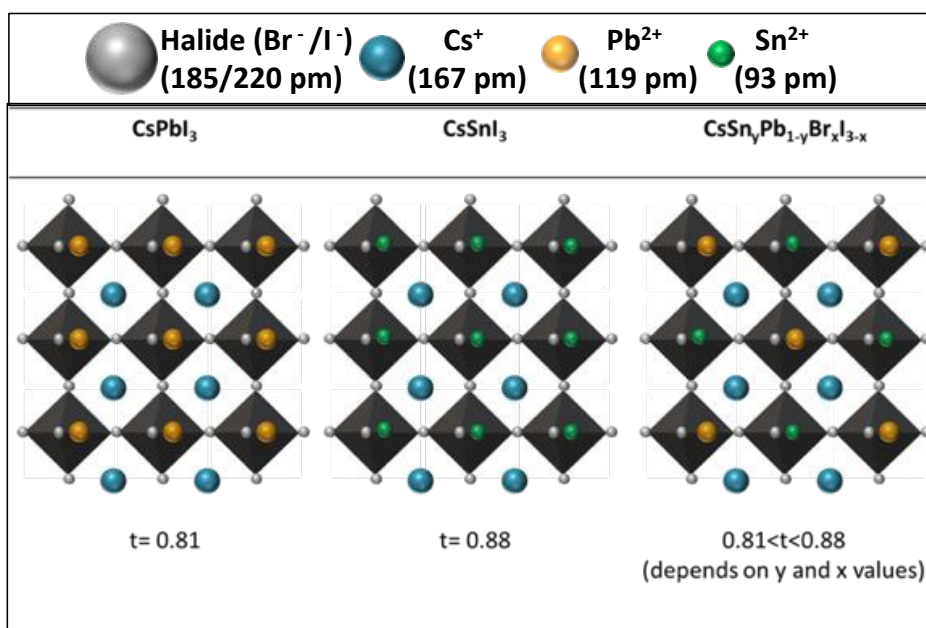 Halide (Br⁻/I⁻) Cs⁺ Pb²⁺ Sn²⁺
(185/220 pm) (167 pm) (119 pm) (93 pm)
CsPbI₃ CsSnI₃ CsSnᵧPb₁₋ᵧBrₓI₃₋ₓ
t= 0.81 t= 0.88 0.81<t<0.88
(depends on y and x values)